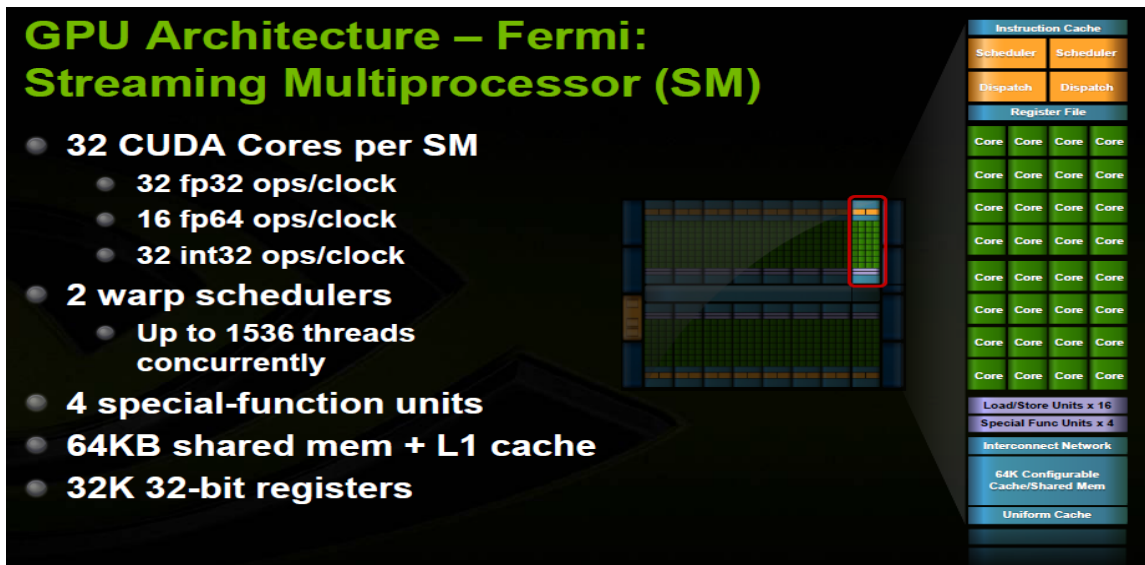 GPU Architecture – Fermi:
Streaming Multiprocessor (SM)
32 CUDA Cores per SM
32 fp32 ops/clock
16 fp64 ops/clock
32 int32 ops/clock
2 warp schedulers
Up to 1536 threads
concurrently
4 special-function units
64KB shared mem + L1 cache
32K 32-bit registers
Instruction Cache
Scheduler Scheduler
Dispatch Dispatch
Register File
Core Core Core Core
Core Core Core Core
Core Core Core Core
Core Core Core Core
Core Core Core Core
Core Core Core Core
Core Core Core Core
Core Core Core Core
Load/Store Units x 16
Special Func Units x 4
Interconnect Network
64K Configurable
Cache/Shared Mem
Uniform Cache